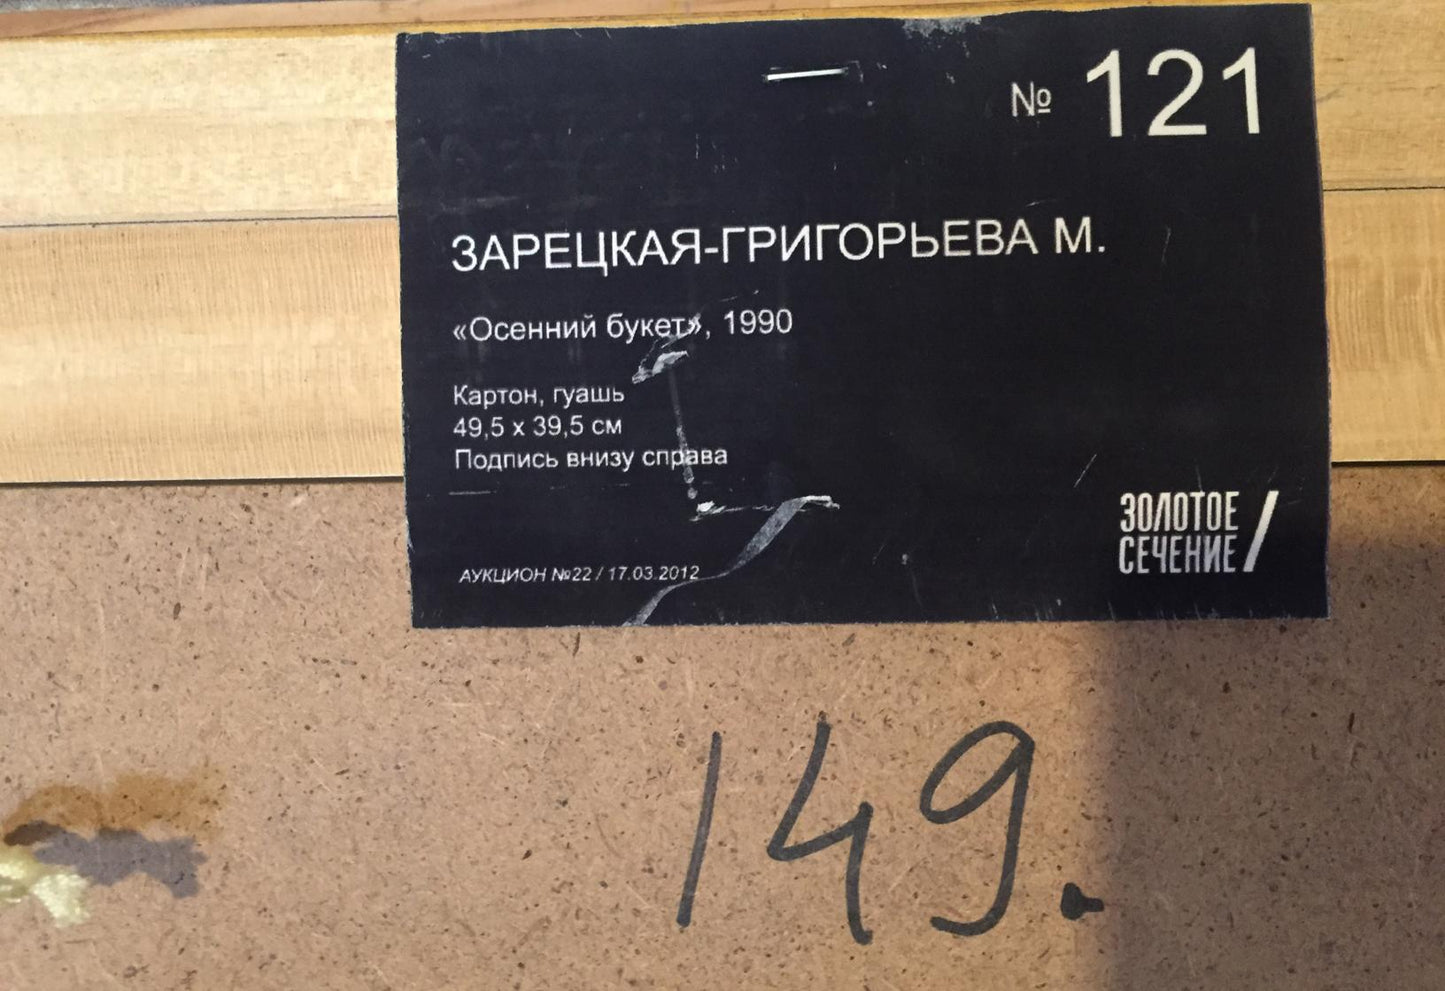 № 121
ЗАРЕЦКАЯ-ГРИГОРЬЕВА М.
«Осенний букет», 1990
Картон, гуашь
49,5 х 39,5 см
Подпись внизу справа
АУКЦИОН №22 / 17.03.2012
ЗОЛОТОЕ
СЕЧЕНИЕ /
149.